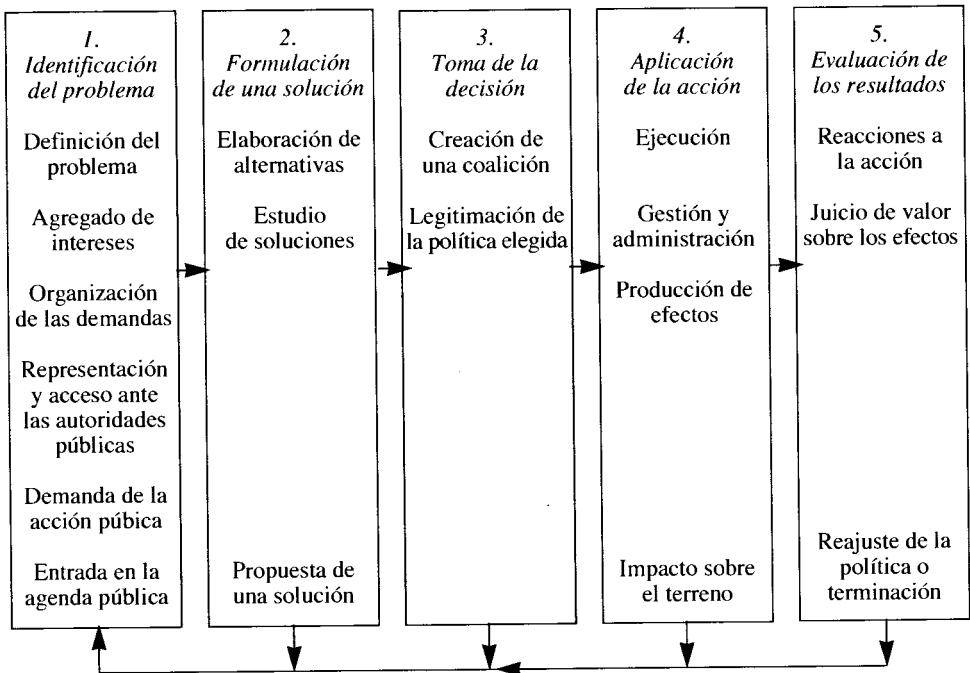 1.
Identificación
del problema
Definición del
problema
Agregado de
intereses
Organización
de las demandas
Representación
y acceso ante
las autoridades
públicas
Demanda de la
acción púbica
Entrada en la
agenda pública
2.
Formulación
de una solución
Elaboración de
alternativas
Estudio
de soluciones
Propuesta de
una solución
3.
Toma de la
decisión
Creación de
una coalición
Legitimación de
la política elegida
4.
Aplicación
de la acción
Ejecución
Gestión y
administración
Producción de
efectos
Impacto sobre
el terreno
5.
Evaluación de
los resultados
Reacciones a
la acción
Juicio de valor
sobre los efectos
Reajuste de la
política o
terminación